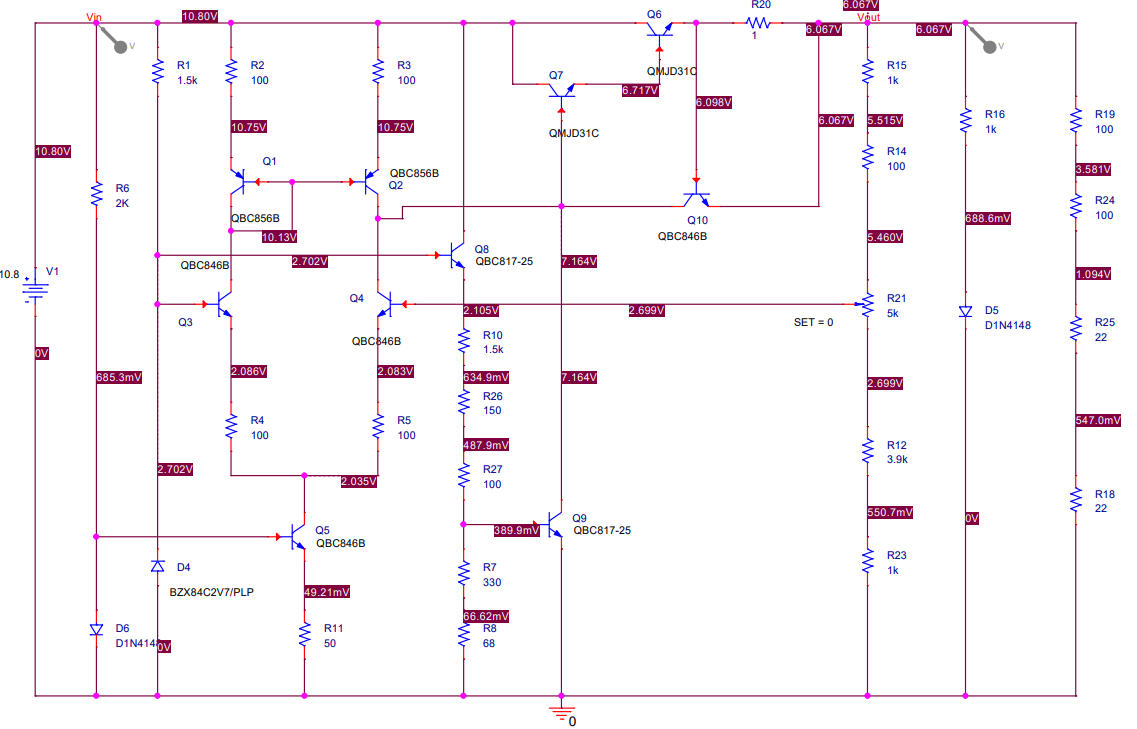 Vin
10.80V
Q6
R20
1
6.067V
Vout
6.067V
6.067V
V
V
R1
1.5k
R2
100
R3
100
Q7
QMJD31C
6.717V
QMJD31C
6.098V
6.067V
R15
1k
5.515V
R14
100
R16
1k
R19
100
10.80V
10.75V
10.75V
Q1
QBC856B
Q2
QBC856B
3.581V
R6
2K
R24
100
Q10
QBC846B
688.6mV
10.13V
5.460V
Q8
QBC817-25
QBC846B
2.702V
7.164V
10.8
+
-
V1
1.094V
Q3
Q4
QBC846B
2.105V
2.699V
R21
5k
SET = 0
D5
D1N4148
R25
22
R10
1.5k
0V
685.3mV
2.086V
2.083V
634.9mV
7.164V
2.699V
R26
150
R4
100
R5
100
487.9mV
547.0mV
R12
3.9k
2.702V
2.035V
R27
100
R18
22
550.7mV
0V
Q5
QBC846B
389.9mV
Q9
QBC817-25
D4
BZX84C2V7/PLP
R7
330
R23
1k
49.21mV
66.62mV
D6
D1N414
0V
R11
50
R8
68
0